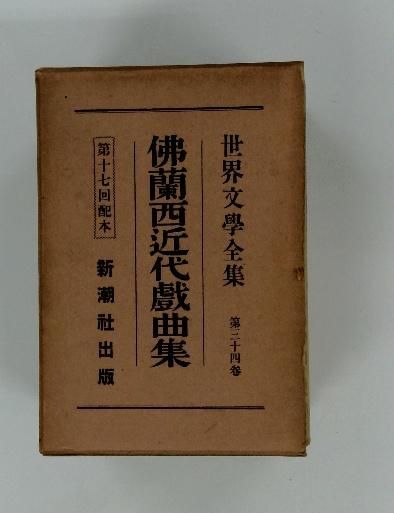 世界文學全集 第三十四卷
佛蘭西近代戲曲集
第十七回配本
新潮社出版